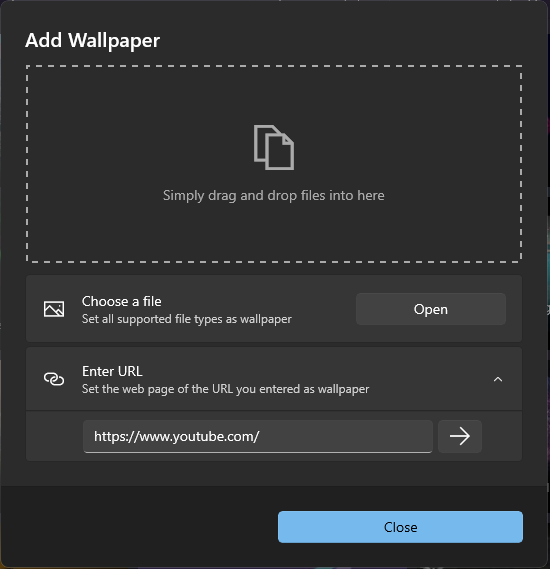 Add Wallpaper
Simply drag and drop files into here
Choose a file
Set all supported file types as wallpaper
Open
Enter URL
Set the web page of the URL you entered as wallpaper
https://www.youtube.com/
Close